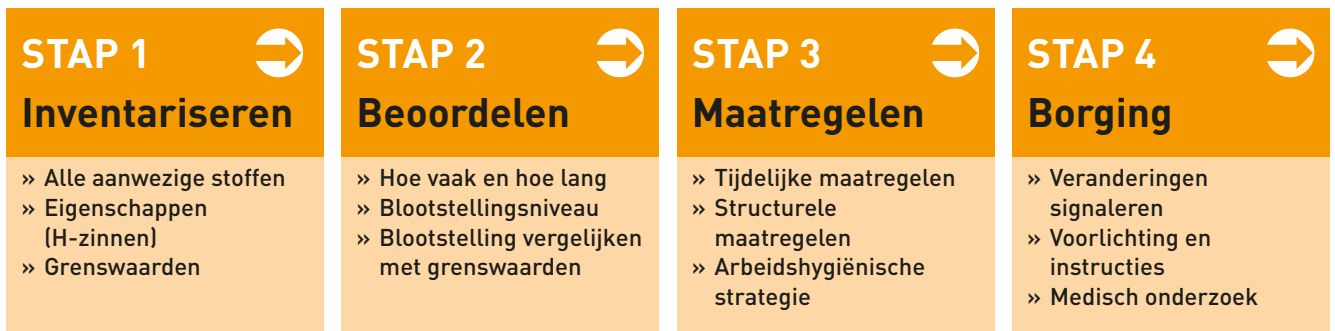 STAP 1
Inventariseren
» Alle aanwezige stoffen
» Eigenschappen
(H-zinnen)
» Grenswaarden
STAP 2
Beoordelen
» Hoe vaak en hoe lang
» Blootstellingsniveau
» Blootstelling vergelijken
met grenswaarden
STAP 3
Maatregelen
» Tijdelijke maatregelen
» Structurele
maatregelen
» Arbeidshygiënische
strategie
STAP 4
Borging
» Veranderingen
signaleren
» Voorlichting en
instructies
» Medisch onderzoek